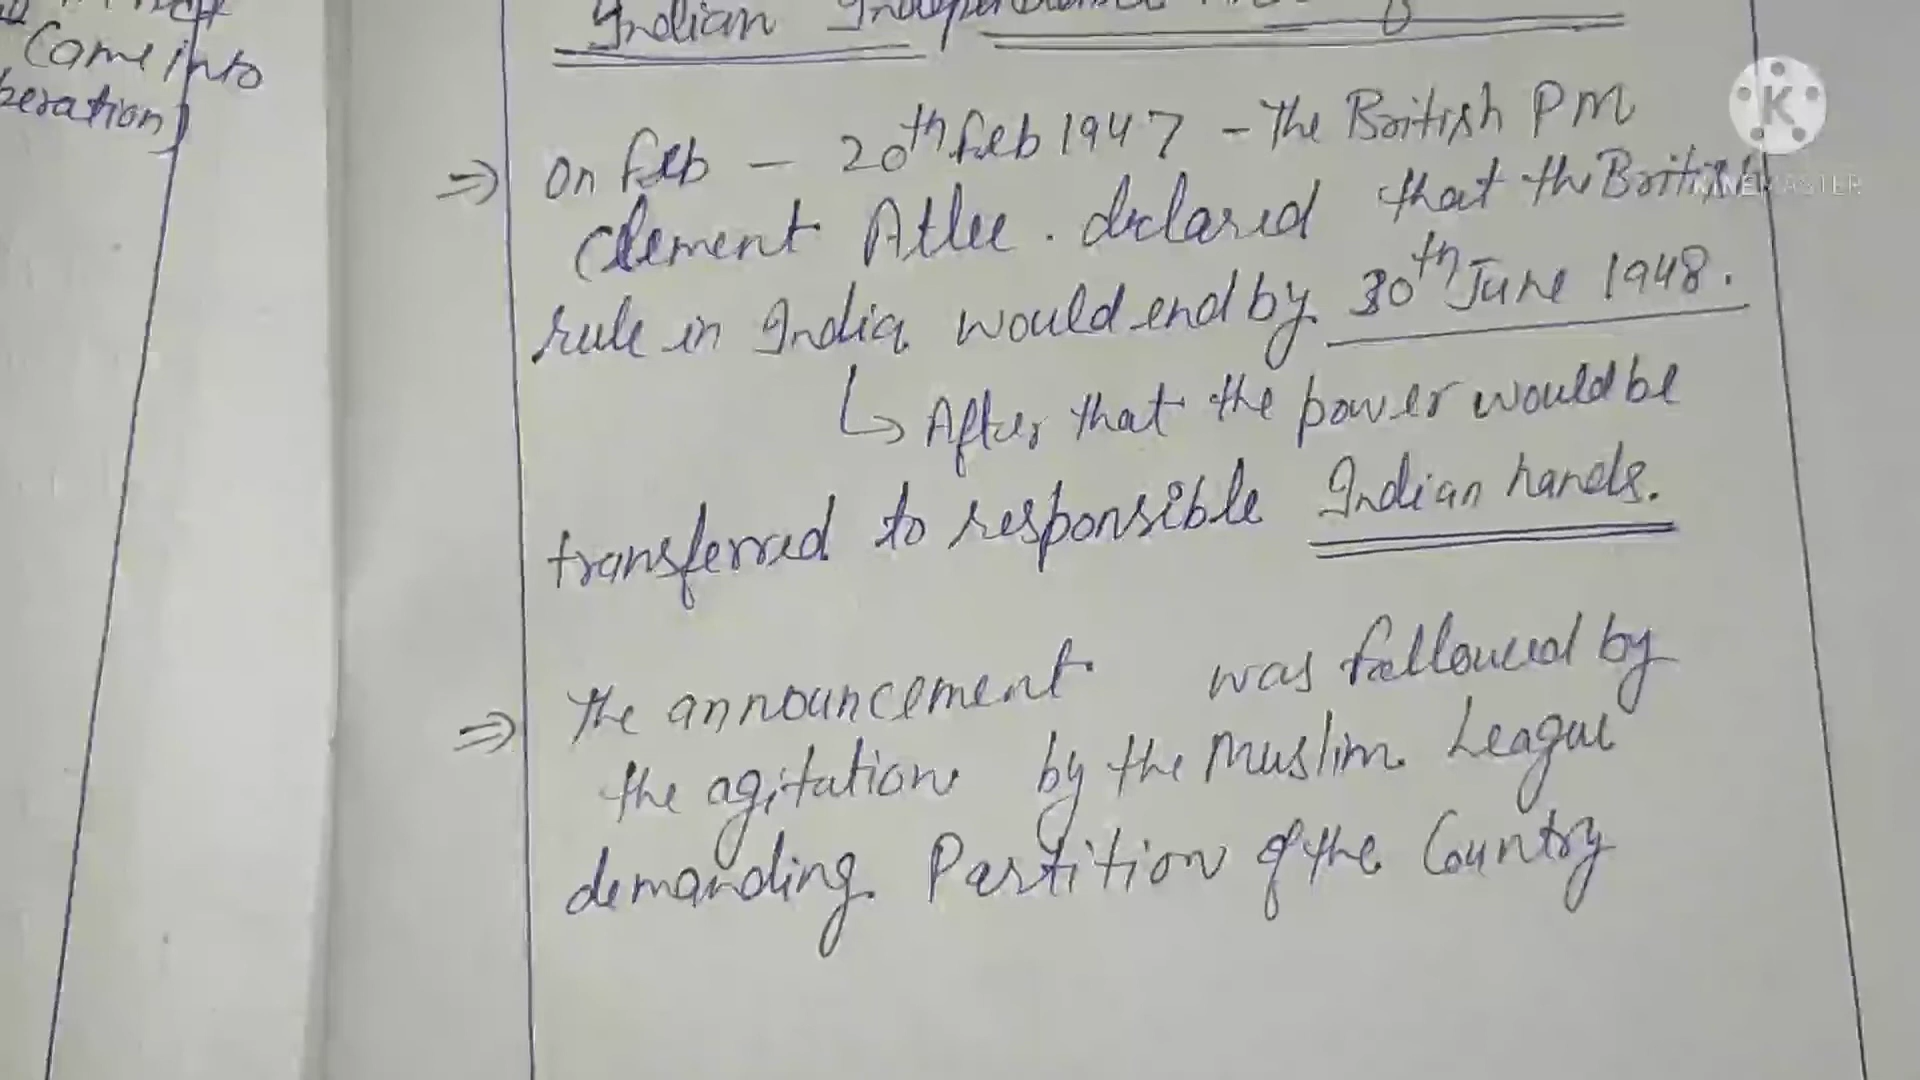 Came into
Indian
⇒ On Feb – 20th Feb 1947 – The British PM
Clement Atlee . declared that the British
rule in India would end by 30th June 1948.
↳ After that the power would be
transferred to responsible Indian hands.
⇒ The announcement was followed by
the agitation by the Muslim League
demanding Partition of the Country
K
KINEMASTER